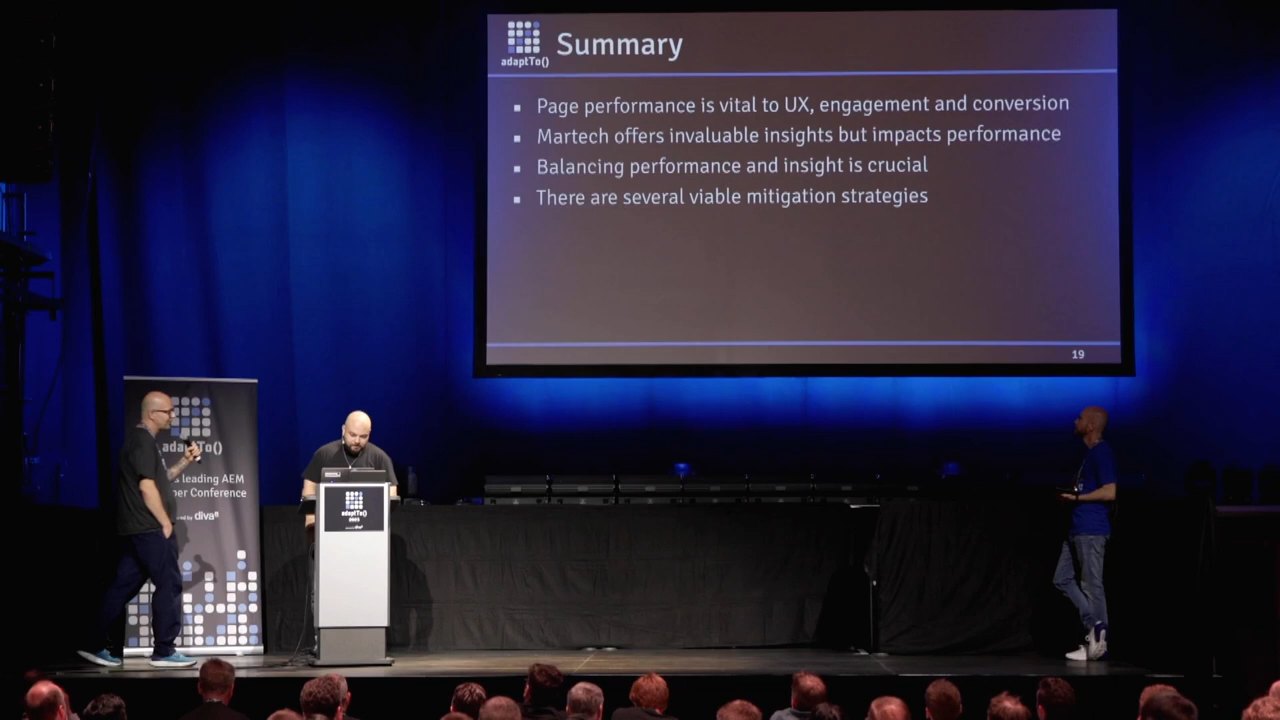 adaptTo()
Summary
Page performance is vital to UX, engagement and conversion
Martech offers invaluable insights but impacts performance
Balancing performance and insight is crucial
There are several viable mitigation strategies
19
adaptTo()
leading AEM
Conference
diva
adaptTo()